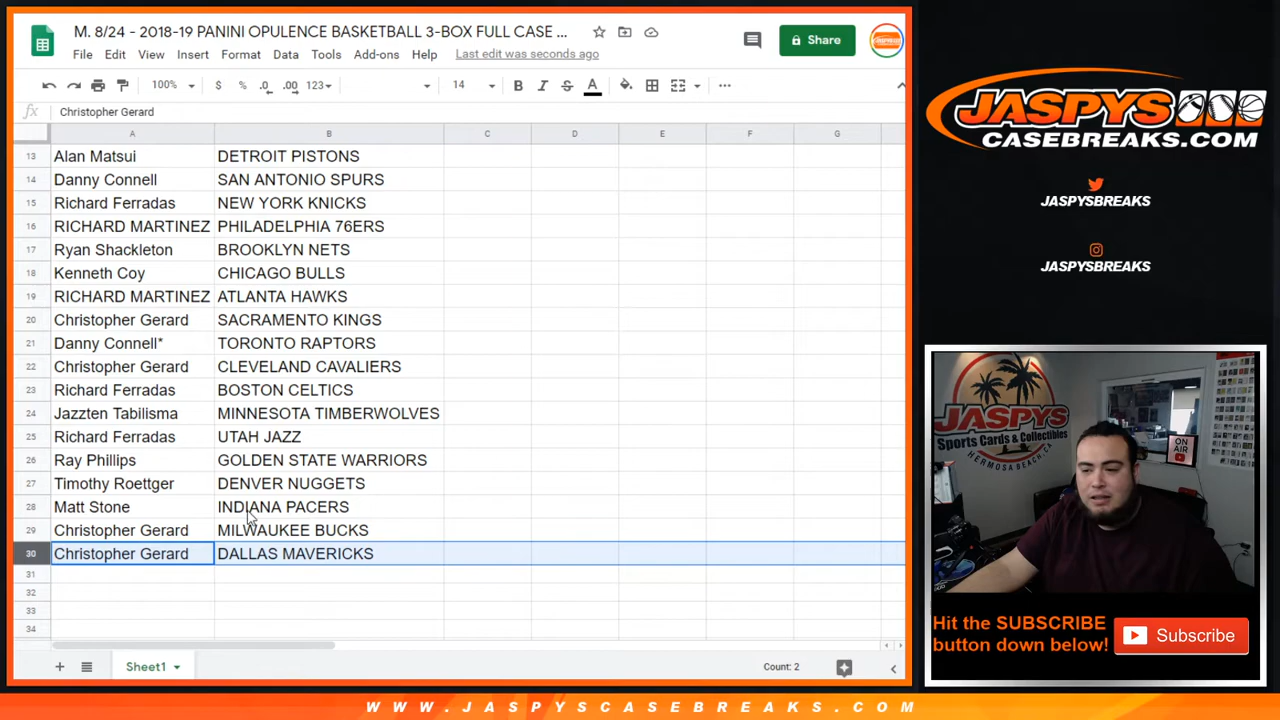 M. 8/24 - 2018-19 PANINI OPULENCE BASKETBALL 3-BOX FULL CASE ...
File Edit View Insert Format Data Tools Add-ons Help Last edit was seconds ago
Share
100% $ % .0 .00 123 14 B I S A
fx Christopher Gerard
A B C D E F G
13 Alan Matsui DETROIT PISTONS
14 Danny Connell SAN ANTONIO SPURS
15 Richard Ferradas NEW YORK KNICKS
16 RICHARD MARTINEZ PHILADELPHIA 76ERS
17 Ryan Shackleton BROOKLYN NETS
18 Kenneth Coy CHICAGO BULLS
19 RICHARD MARTINEZ ATLANTA HAWKS
20 Christopher Gerard SACRAMENTO KINGS
21 Danny Connell* TORONTO RAPTORS
22 Christopher Gerard CLEVELAND CAVALIERS
23 Richard Ferradas BOSTON CELTICS
24 Jazzten Tabilisma MINNESOTA TIMBERWOLVES
25 Richard Ferradas UTAH JAZZ
26 Ray Phillips GOLDEN STATE WARRIORS
27 Timothy Roettger DENVER NUGGETS
28 Matt Stone INDIANA PACERS
29 Christopher Gerard MILWAUKEE BUCKS
30 Christopher Gerard DALLAS MAVERICKS
31
32
33
34
Sheet1 Count: 2
JASPYS
CASEBREAKS.COM
JASPYSBREAKS
JASPYSBREAKS
JASPYS
Sports Cards & Collectibles
HERMOSA BEACH, CA.
ON
AIR
Hit the SUBSCRIBE
button down below!
Subscribe
WWW.JASPYSCASEBREAKS.COM